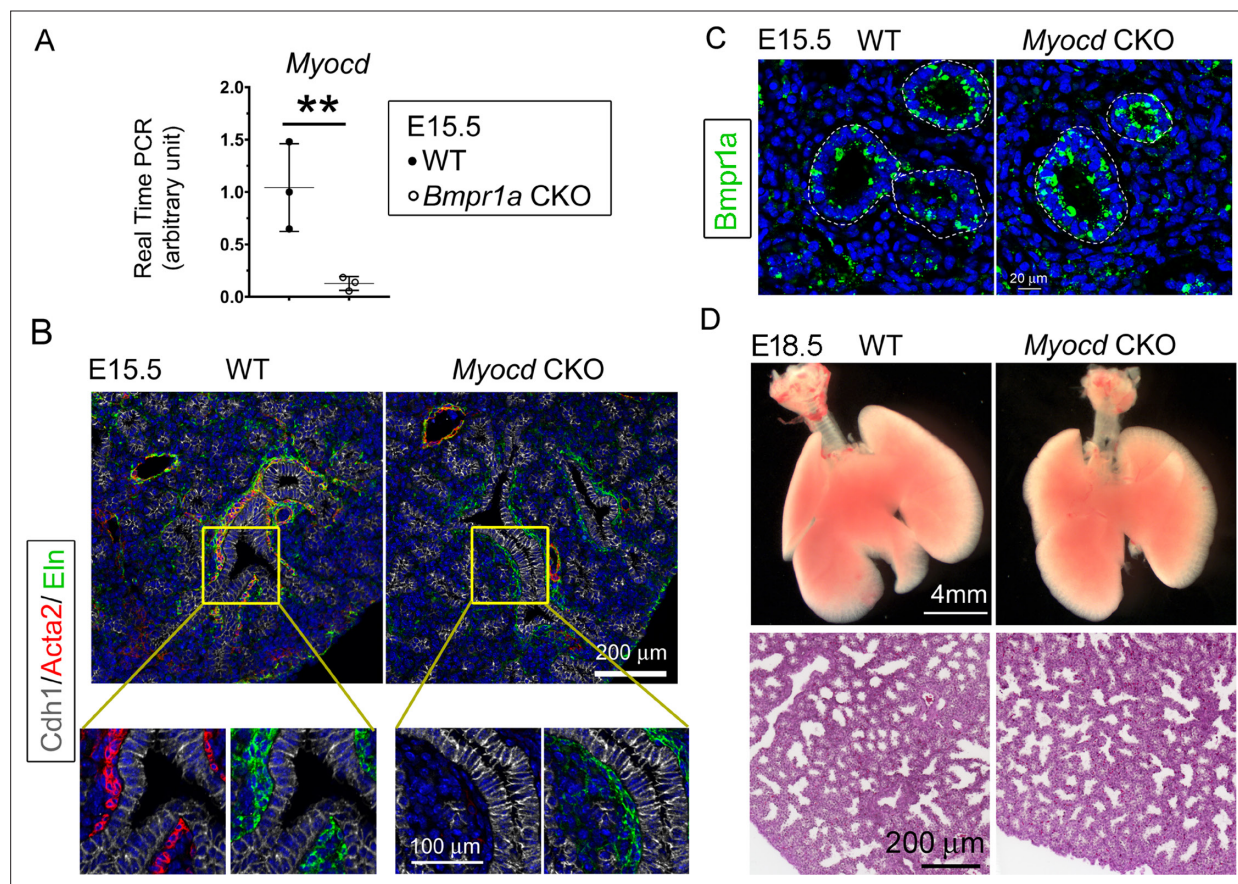 A
Myocd
Real Time PCR
(arbitrary unit)
2.0
1.5
1.0
0.5
0.0
**
E15.5
WT
Bmpr1a CKO
B
E15.5 WT Myocd CKO
Cdh1/Acta2/ Eln
200 μm
100 μm
C
E15.5 WT Myocd CKO
Bmpr1a
20 μm
D
E18.5 WT Myocd CKO
4mm
200 μm